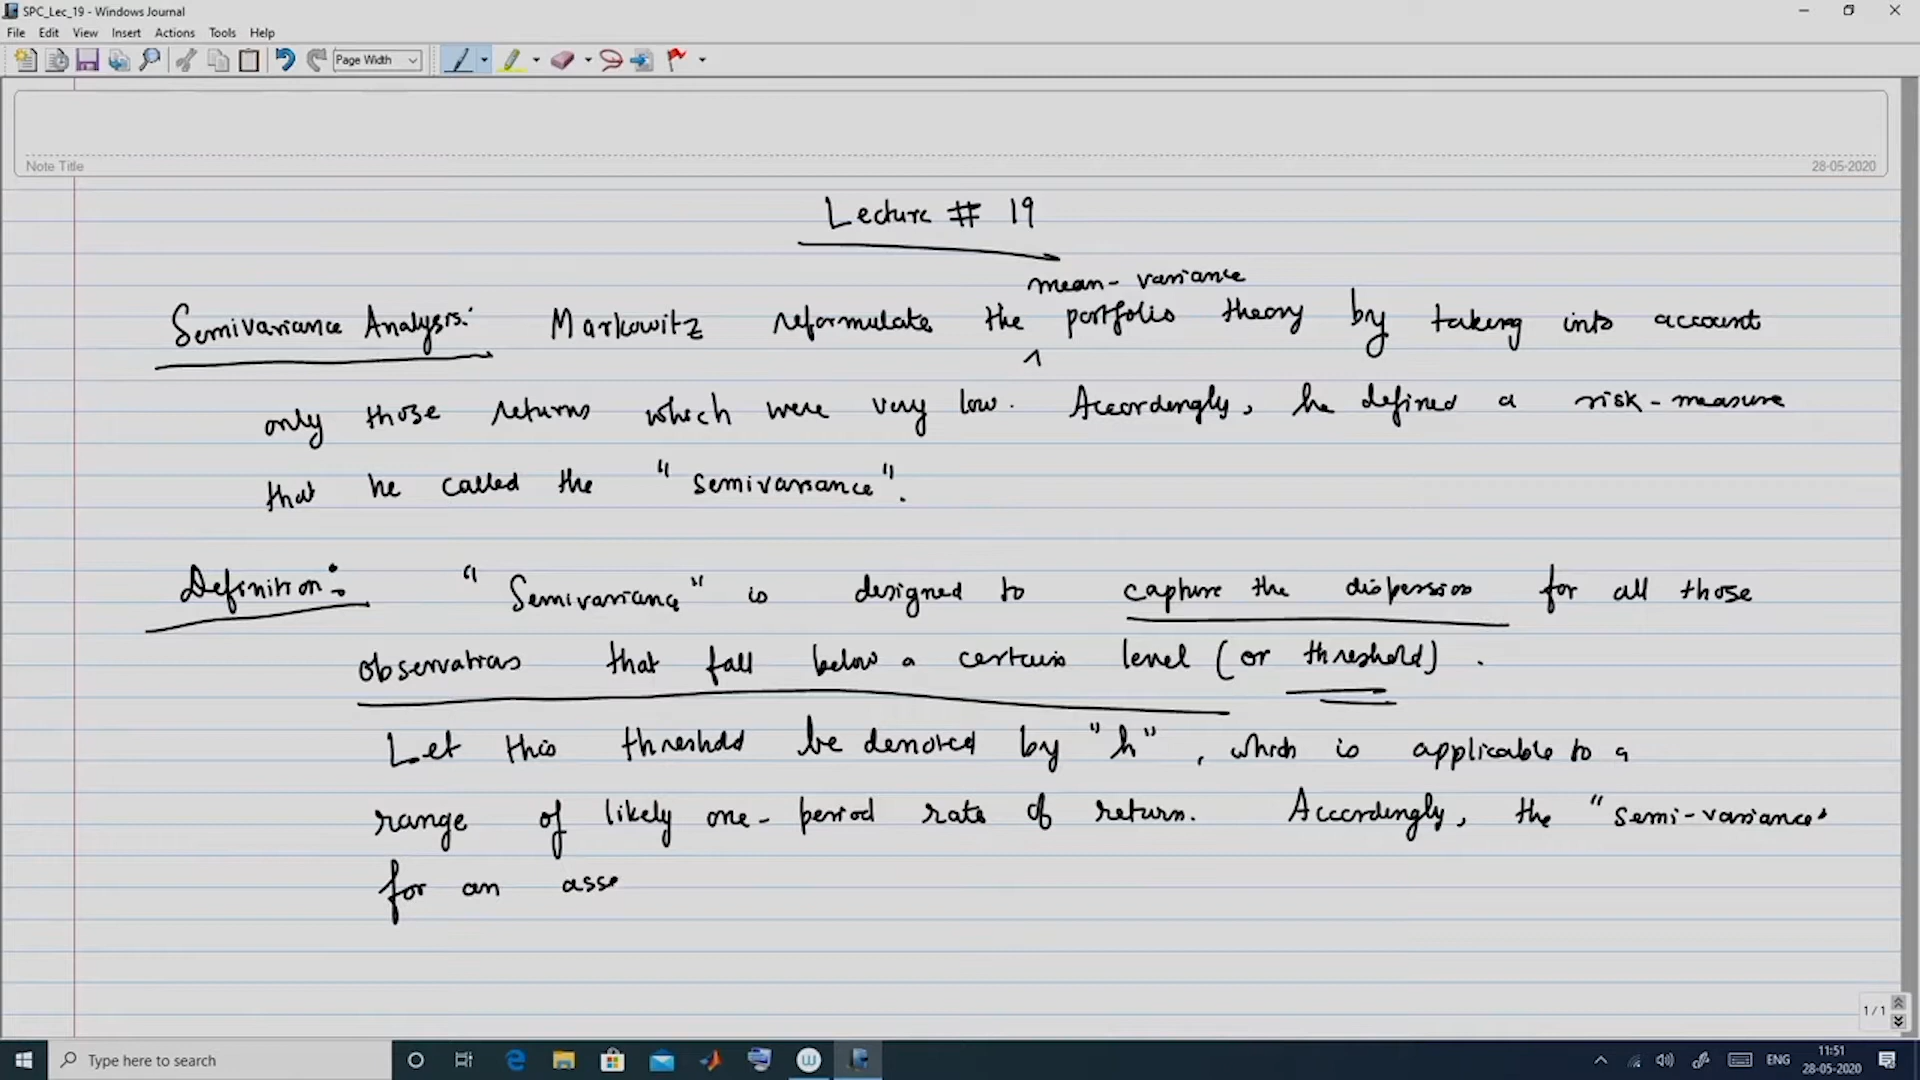 SPC_Lec_19 - Windows Journal
File Edit View Insert Actions Tools Help
Page Width
Note Title
28-05-2020
Lecture # 19
mean-variance
Semivariance Analysis: Markowitz reformulate the ^ portfolio theory by taking into account
only those returns which were very low. Accordingly, he defined a risk-measure
that he called the "semivariance".
Definition: "Semivariance" is designed to capture the dispersion for all those
observations that fall below a certain level (or threshold).
Let this threshold be denoted by "h", which is applicable to a
range of likely one-period rate of return. Accordingly, the "semi-variance"
for an asse
1/1
Type here to search
ENG
11:51
28-05-2020